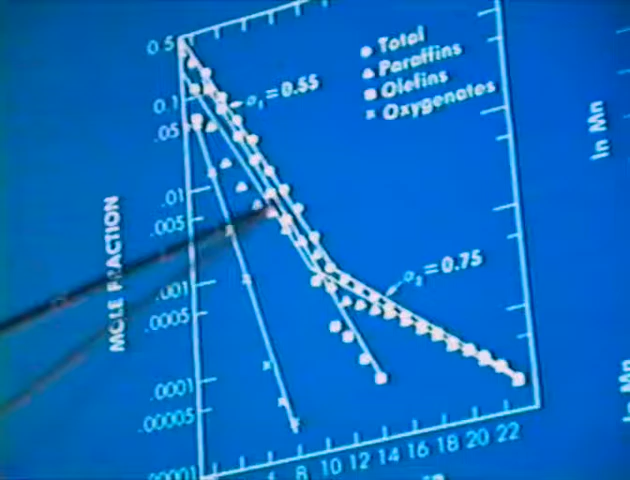 0.5
Total
Paraffins
Olefins
Oxygenates
α₁ = 0.55
0.1
.05
.01
.005
MOLE FRACTION
ln Mn
α₂ = 0.75
.001
.0005
.0001
.00005
.00001
8 10 12 14 16 18 20 22